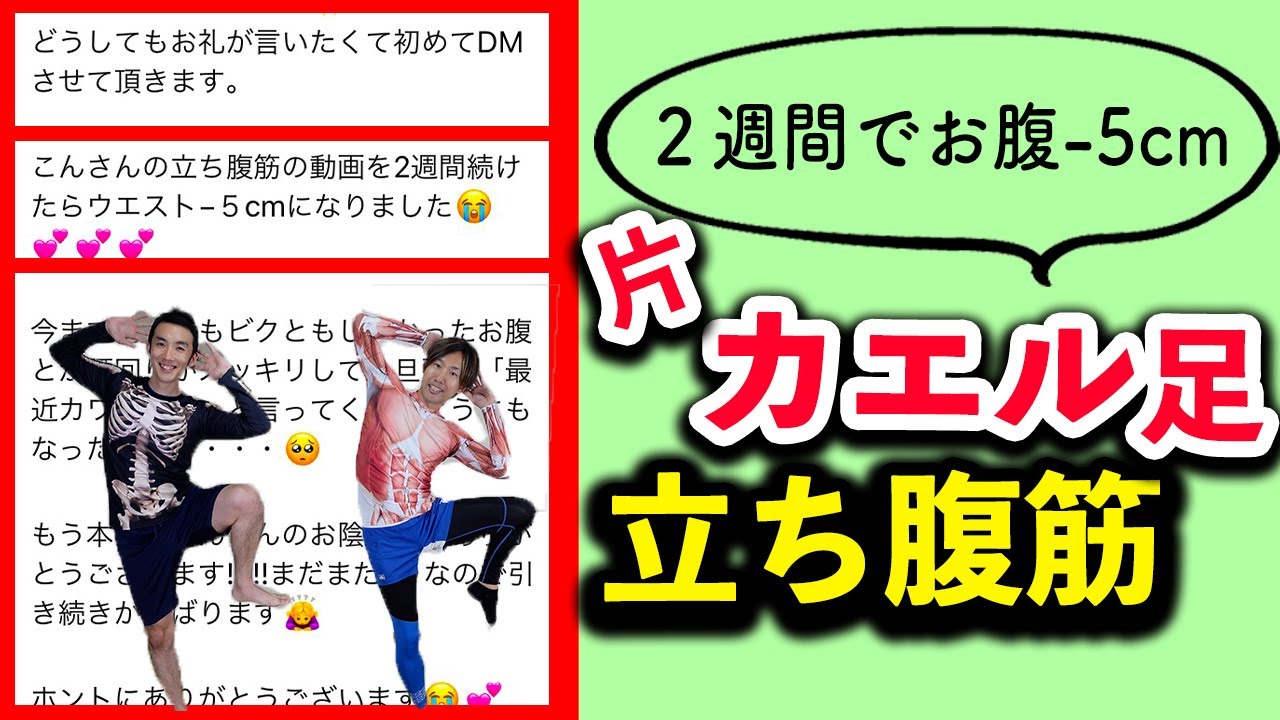 どうしてもお礼が言いたくて初めてDM
させて頂きます。
こんさんの立ち腹筋の動画を2週間続け
たらウエスト−５cmになりました😭
💕 💕 💕
今ま もビクともし ったお腹
と ッキリして 旦 「最
近カワ 言ってく も
なった ・・・🥺
もう本 んのお陰
とうご ます!! !!まだまだ なので引
き続きが ばります🙇
ホントにありがとうございます😭💕
２週間でお腹-5cm
片
カエル足
立ち腹筋